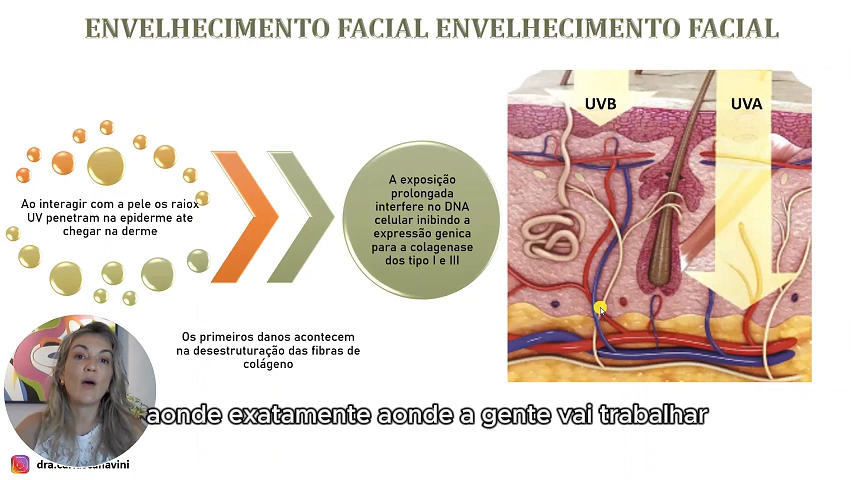 ENVELHECIMENTO FACIAL ENVELHECIMENTO FACIAL
Ao interagir com a pele os raiox
UV penetram na epiderme ate
chegar na derme
A exposição
prolongada
interfere no DNA
celular inibindo a
expressão genica
para a colagenase
dos tipo I e III
UVB
UVA
Os primeiros danos acontecem
na desestruturação das fibras de
colágeno
aonde exatamente aonde a gente vai trabalhar